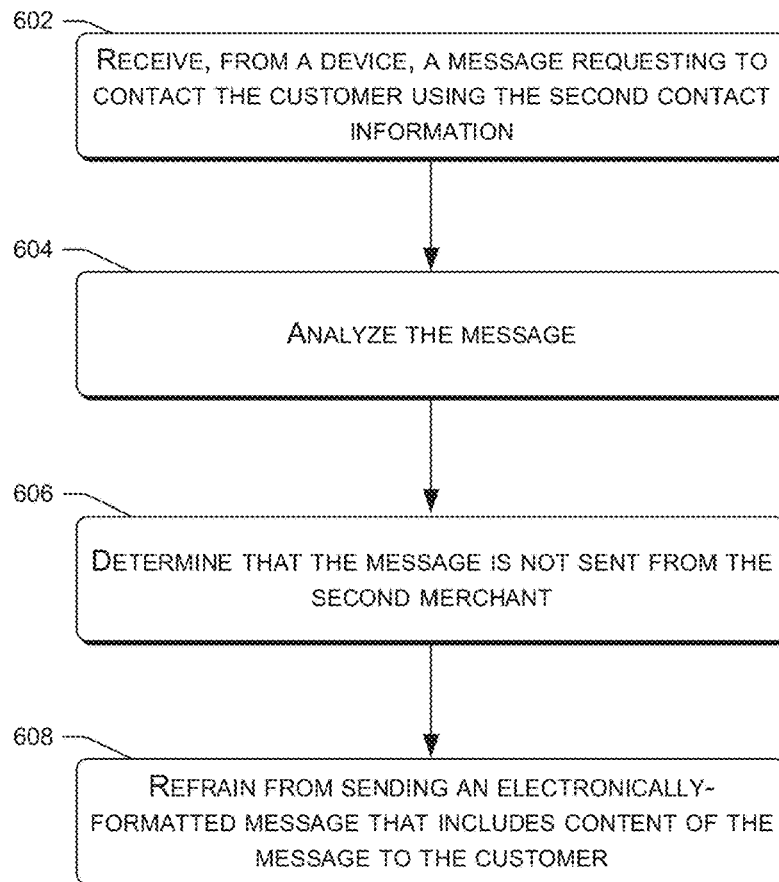 602
RECEIVE, FROM A DEVICE, A MESSAGE REQUESTING TO
CONTACT THE CUSTOMER USING THE SECOND CONTACT
INFORMATION
604
ANALYZE THE MESSAGE
606
DETERMINE THAT THE MESSAGE IS NOT SENT FROM THE
SECOND MERCHANT
608
REFRAIN FROM SENDING AN ELECTRONICALLY-
FORMATTED MESSAGE THAT INCLUDES CONTENT OF THE
MESSAGE TO THE CUSTOMER